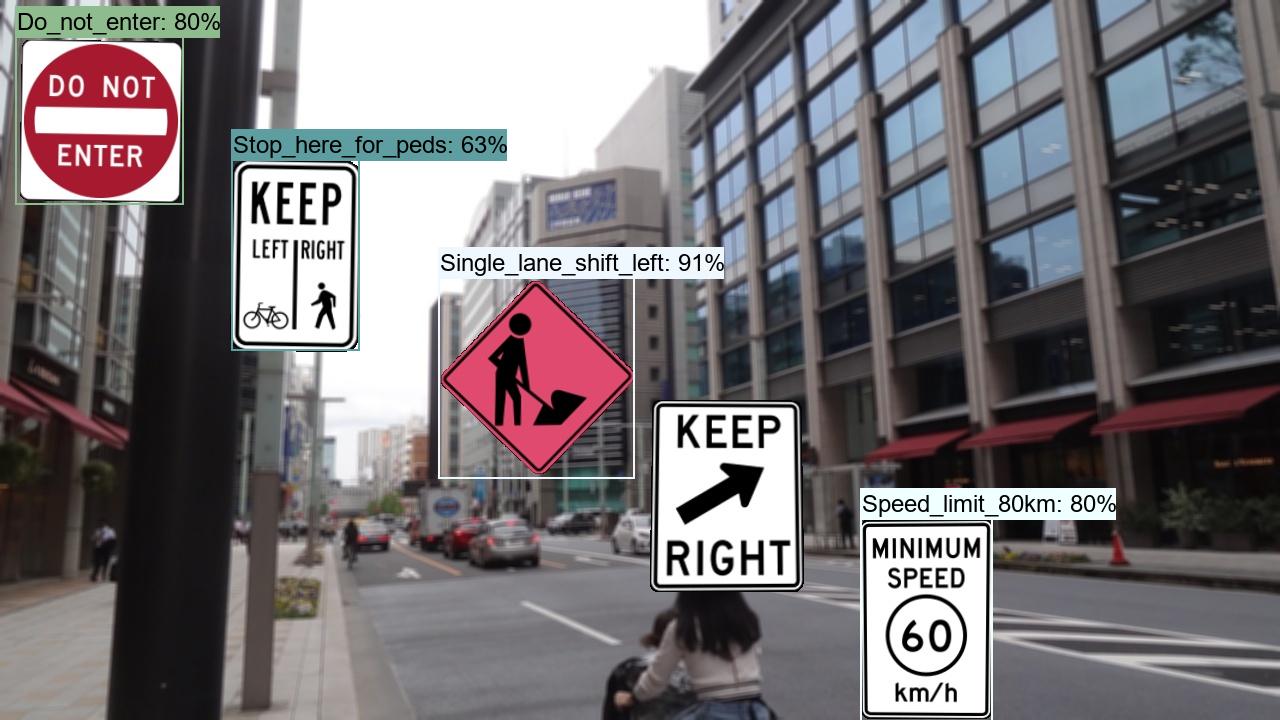 Do_not_enter: 80%
DO NOT
ENTER
Stop_here_for_peds: 63%
KEEP
LEFT RIGHT
Single_lane_shift_left: 91%
KEEP
RIGHT
Speed_limit_80km: 80%
MINIMUM
SPEED
60
km/h